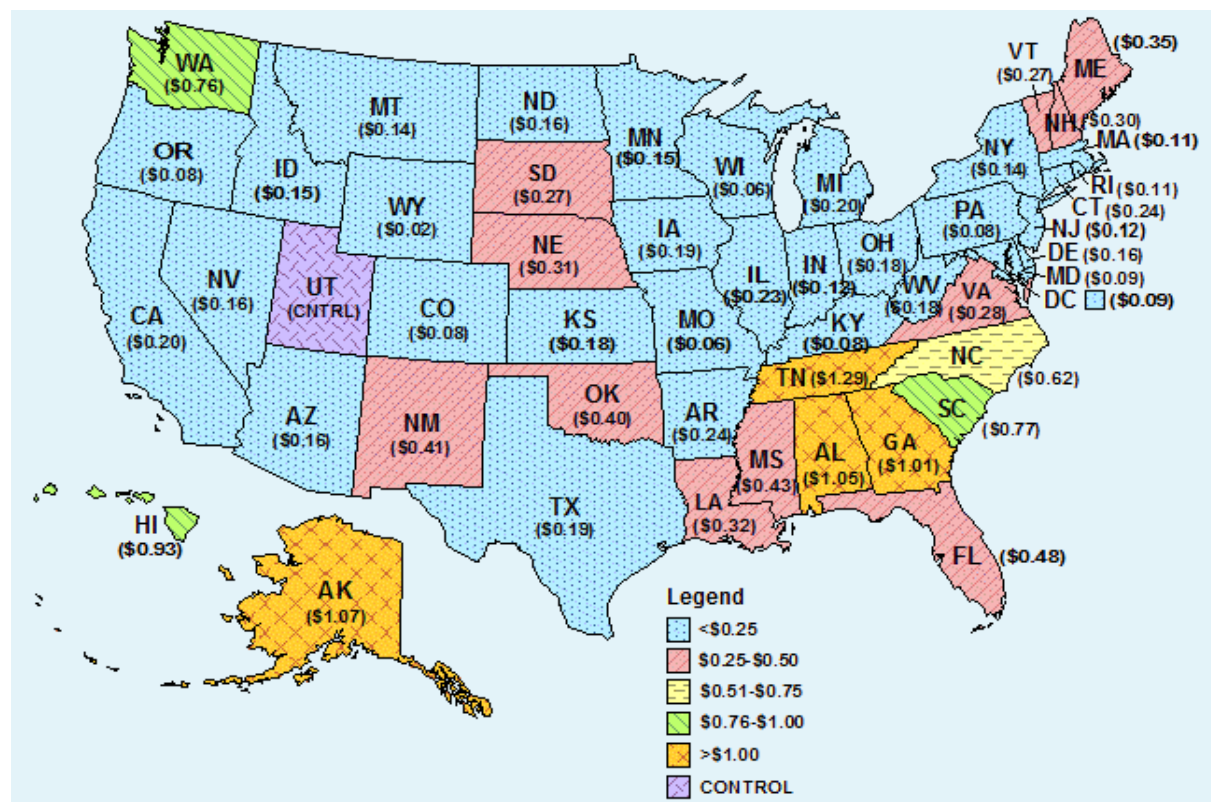 WA
($0.76)
OR
($0.08)
CA
($0.20)
NV
($0.16)
ID
($0.15)
MT
($0.14)
WY
($0.02)
UT
(CNTRL)
AZ
($0.16)
CO
($0.08)
NM
($0.41)
ND
($0.16)
SD
($0.27)
NE
($0.31)
KS
($0.18)
OK
($0.40)
TX
($0.19)
MN
($0.15)
IA
($0.19)
MO
($0.06)
AR
($0.24)
LA
($0.32)
WI
($0.06)
IL
($0.23)
MI
($0.20)
IN
($0.12)
OH
($0.18)
KY
($0.08)
TN ($1.29)
MS
($0.43)
AL
($1.05)
GA
($1.01)
FL ($0.48)
SC
($0.77)
NC
($0.62)
VA
($0.28)
WV
($0.18)
PA
($0.08)
NY
($0.14)
VT
($0.27)
NH ($0.30)
ME ($0.35)
MA ($0.11)
RI ($0.11)
CT ($0.24)
NJ ($0.12)
DE ($0.16)
MD ($0.09)
DC ($0.09)
HI
($0.93)
AK
($1.07)
Legend
<$0.25
$0.25-$0.50
$0.51-$0.75
$0.76-$1.00
>$1.00
CONTROL